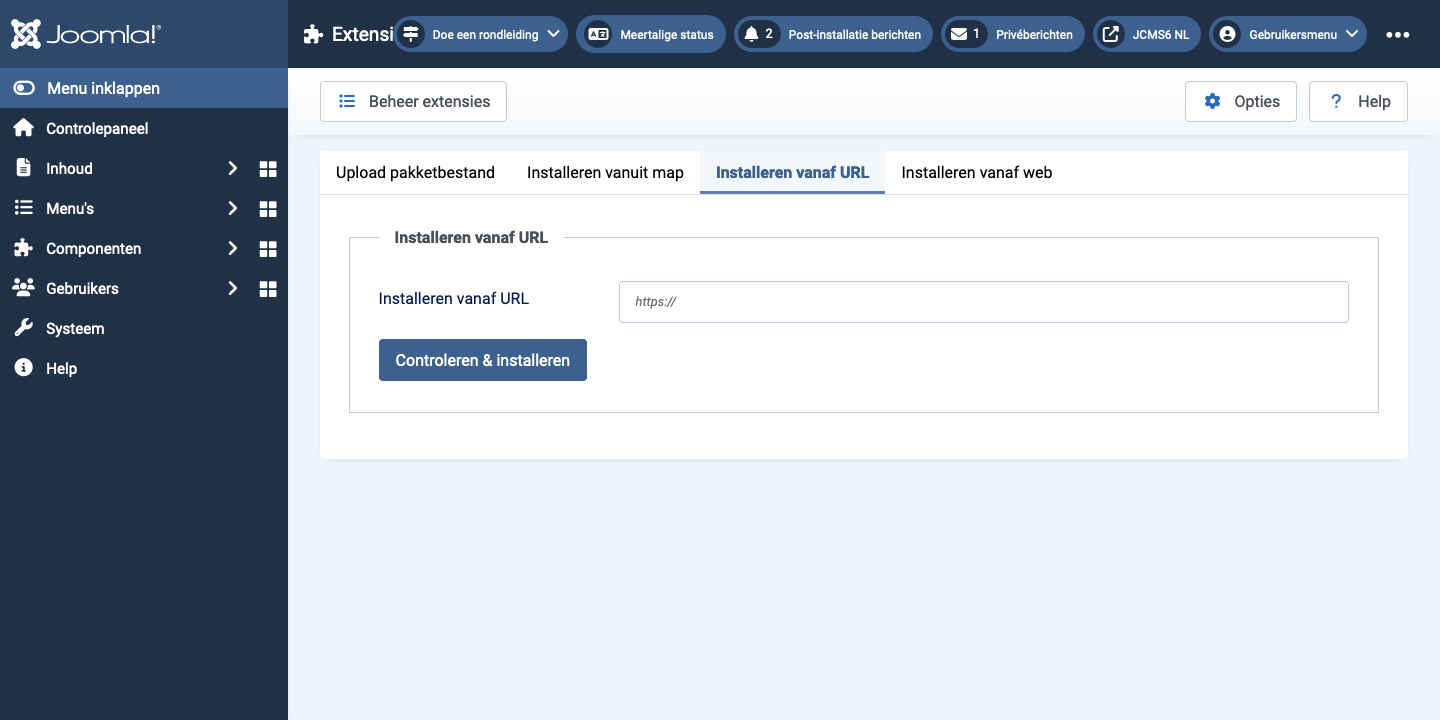 Joomla!
Extensi
Doe een rondleiding
Meertalige status
2 Post-installatie berichten
1 Privéberichten
JCMS6 NL
Gebruikersmenu
Menu inklappen
Controlepaneel
Inhoud
Menu's
Componenten
Gebruikers
Systeem
Help
Beheer extensies
Opties
? Help
Upload pakketbestand
Installeren vanuit map
Installeren vanaf URL
Installeren vanaf web
Installeren vanaf URL
Installeren vanaf URL
https://
Controleren & installeren